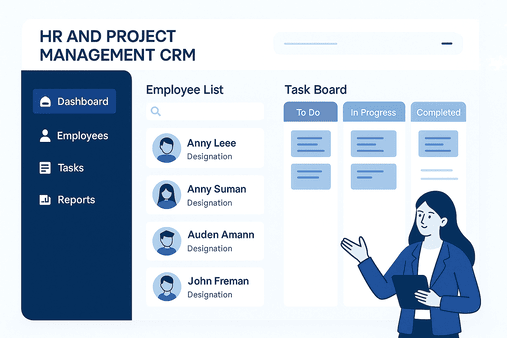 HR AND PROJECT
MANAGEMENT CRM
Dashboard
Employees
Tasks
Reports
Employee List
Anny Leee
Designation
Anny Suman
Designation
Auden Amann
Designation
John Freman
Designation
Task Board
To Do
In Progress
Completed